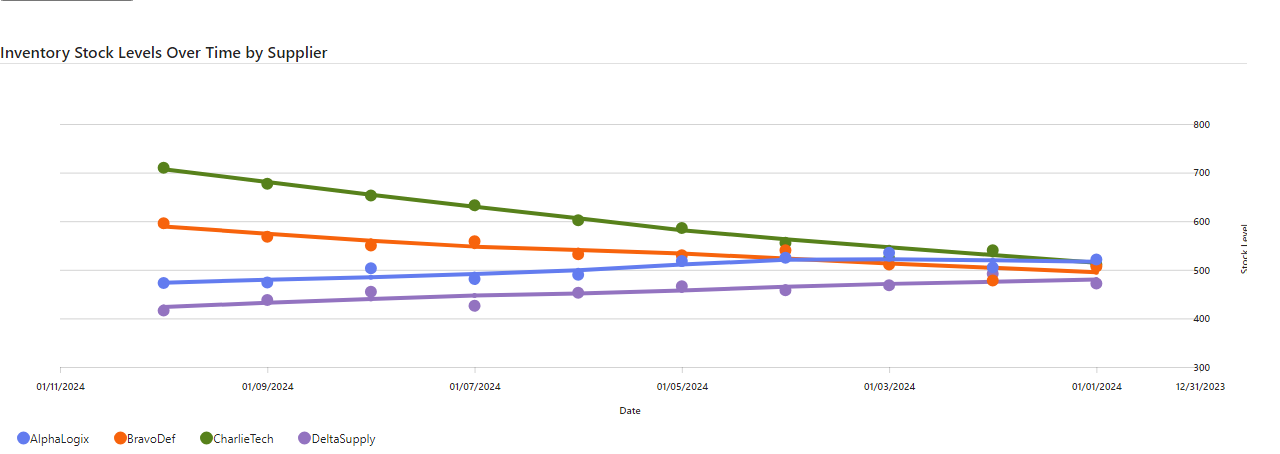 Inventory Stock Levels Over Time by Supplier
800
700
600
500
400
300
Stock Level
01/11/2024 01/09/2024 01/07/2024 01/05/2024 01/03/2024 01/01/2024 12/31/2023
Date
AlphaLogix BravoDef CharlieTech DeltaSupply